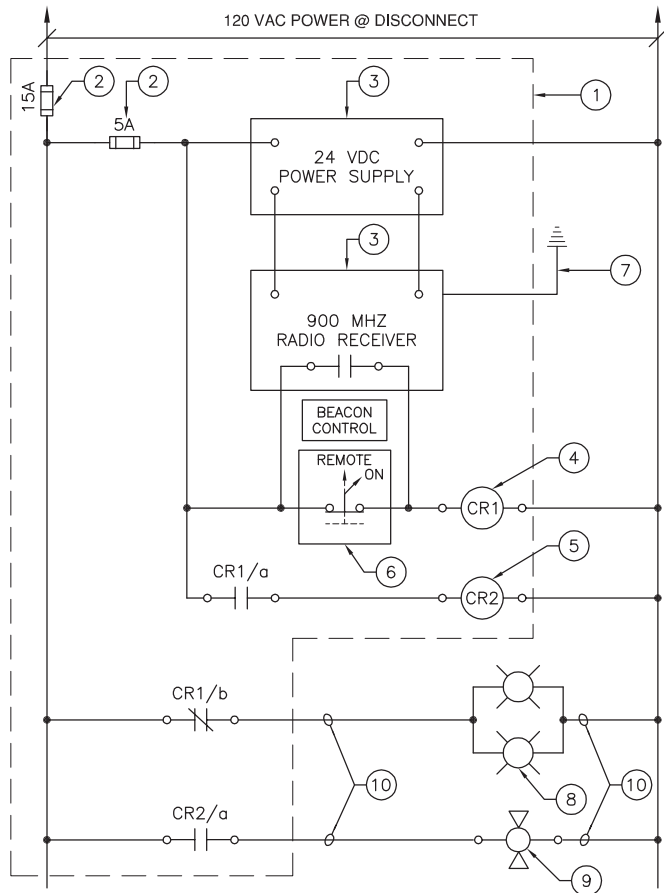 120 VAC POWER @ DISCONNECT
15A
2
2
3
1
5A
24 VDC
POWER SUPPLY
3
7
900 MHZ
RADIO RECEIVER
BEACON
CONTROL
REMOTE
ON
4
CR1
6
5
CR1/a
CR2
CR1/b
10
8
10
CR2/a
9